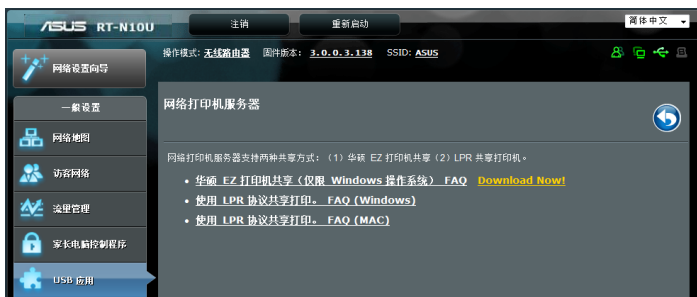 ASUS RT-N10U 注销 重新启动 简体中文
操作模式: 无线路由器 固件版本: 3.0.0.3.138 SSID: ASUS
网络设置向导
一般设置
网络地图
访客网络
流量管理
家长电脑控制程序
USB 应用
网络打印机服务器
网络打印机服务器支持两种共享方式：（1）华硕 EZ 打印机共享（2）LPR 共享打印机。
• 华硕 EZ 打印机共享（仅限 Windows 操作系统） FAQ Download Now!
• 使用 LPR 协议共享打印。 FAQ (Windows)
• 使用 LPR 协议共享打印。 FAQ (MAC)